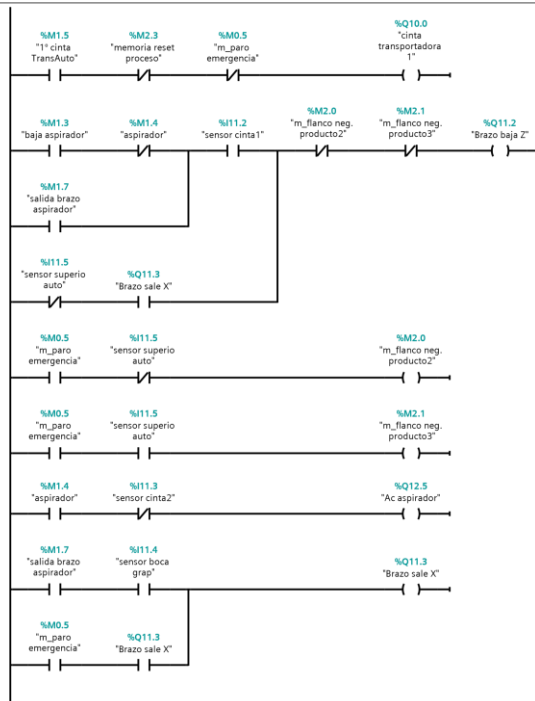 %M1.5 %M2.3 %M0.5 %Q10.0
"1° cinta "memoria reset "m_paro "cinta
TransAuto" proceso" emergencia" transportadora
1"
%M1.3 %M1.4 %I11.2 %M2.0 %M2.1 %Q11.2
"baja aspirador" "aspirador" "sensor cinta1" "m_flanco neg. "m_flanco neg. "Brazo baja Z"
producto2" producto3"
%M1.7
"salida brazo
aspirador"
%I11.5
"sensor superio %Q11.3
auto" "Brazo sale X"
%M0.5 %I11.5 %M2.0
"m_paro "sensor superio "m_flanco neg.
emergencia" auto" producto2"
%M0.5 %I11.5 %M2.1
"m_paro "sensor superio "m_flanco neg.
emergencia" auto" producto3"
%M1.4 %I11.3 %Q12.5
"aspirador" "sensor cinta2" "Ac aspirador"
%M1.7 %I11.4
"salida brazo "sensor boca %Q11.3
aspirador" grap" "Brazo sale X"
%M0.5
"m_paro %Q11.3
emergencia" "Brazo sale X"